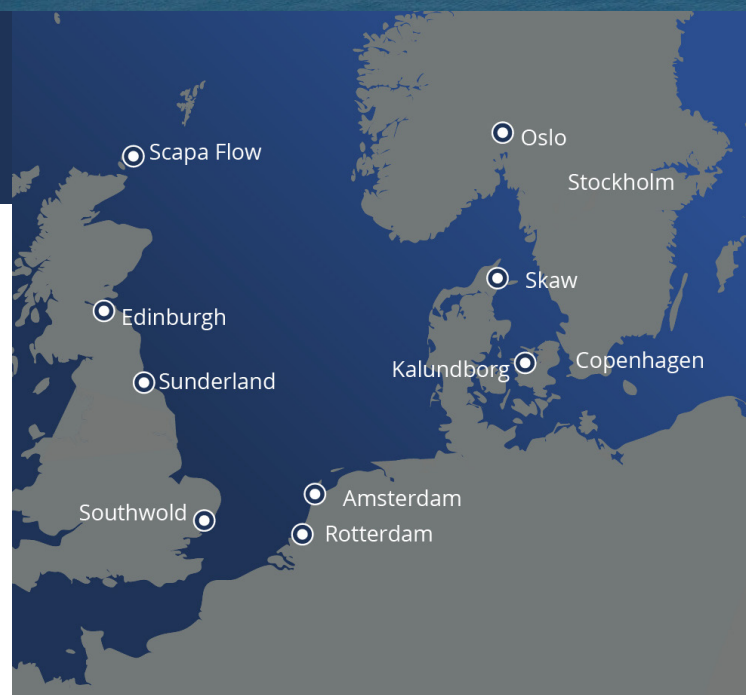 Oslo
Scapa Flow
Stockholm
Skaw
Edinburgh
Copenhagen
Kalundborg
Sunderland
Amsterdam
Southwold
Rotterdam